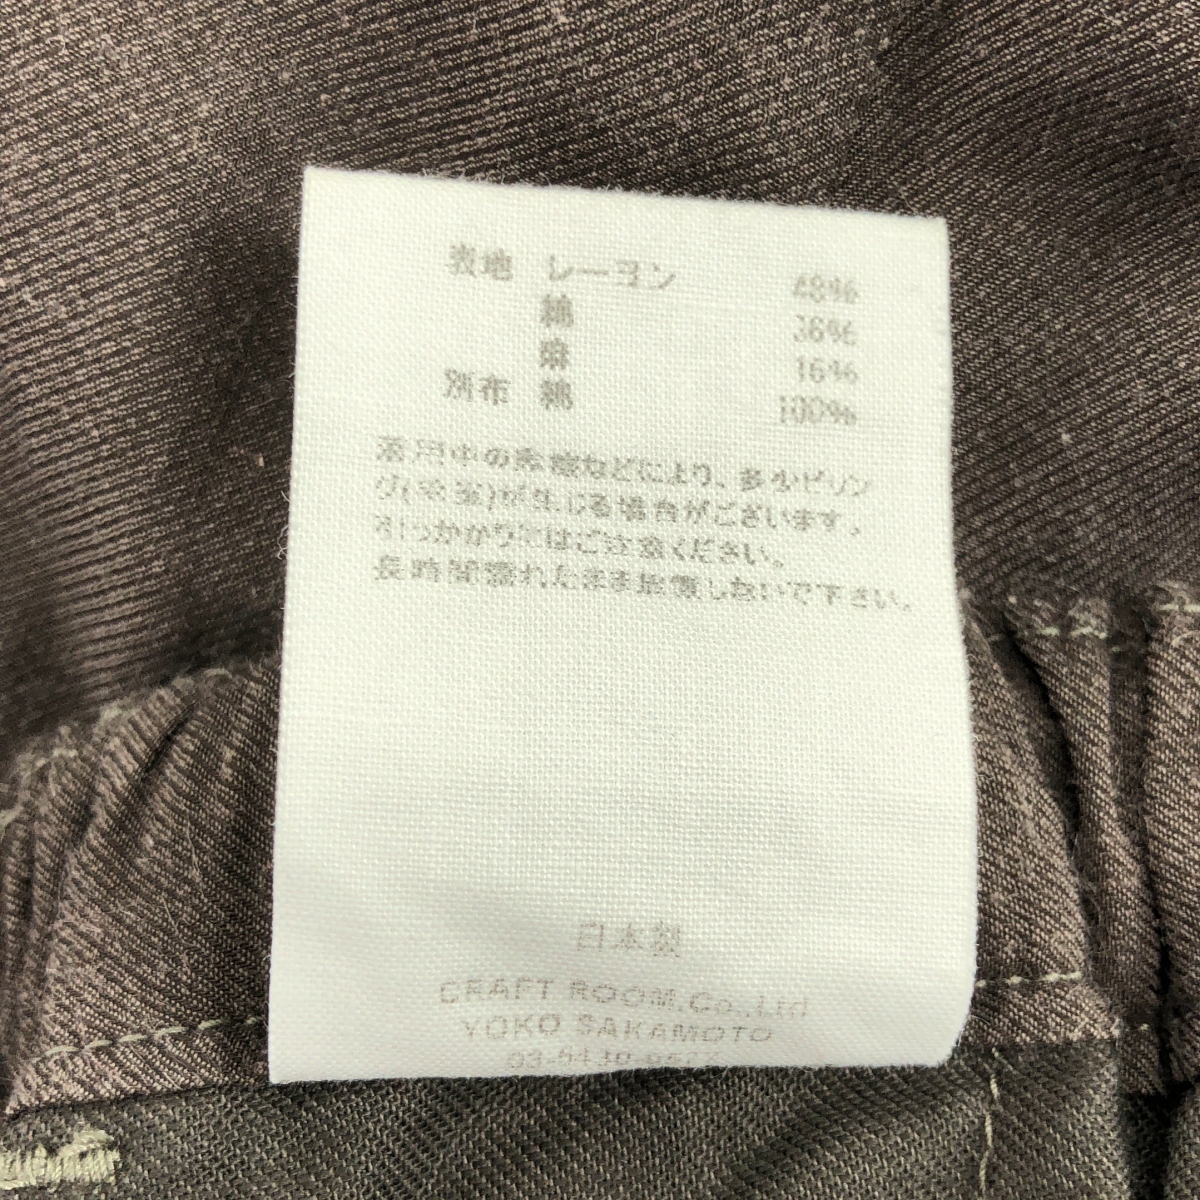 表地 レーヨン 48%
綿 36%
麻 16%
別布 綿 100%
着用中の摩擦などにより、多少ピリン
グ(毛玉)が生じる場合がございます。
引っかかり等はご注意ください。
長時間濡れたまま放置しないで下さい。
日本製
CRAFT ROOM.Co.,Ltd
YOKO SAKAMOTO